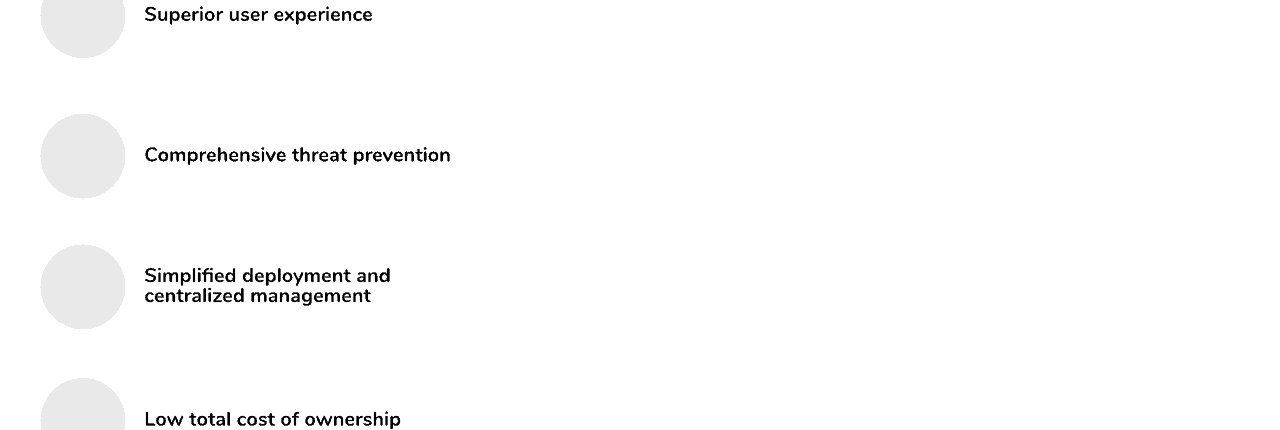 Superior user experience
Comprehensive threat prevention
Simplified deployment and
centralized management
Low total cost of ownership